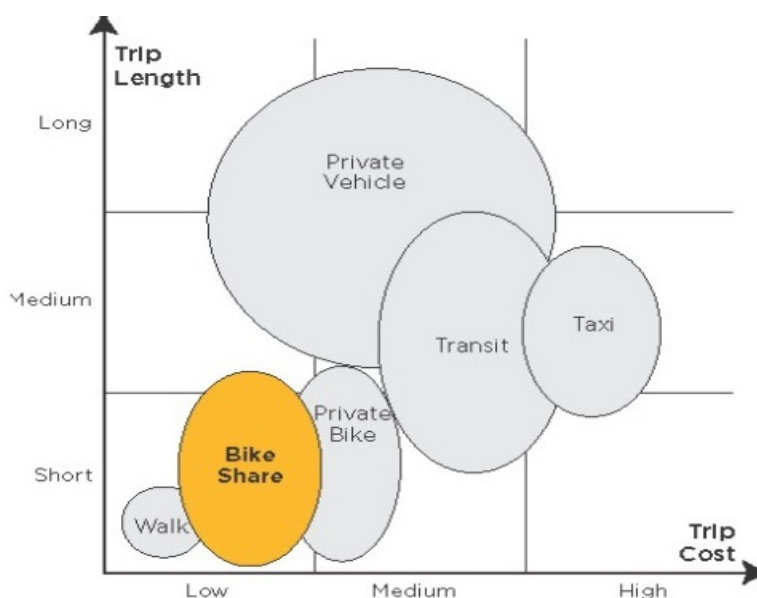 Trip
Length
Long
Private
Vehicle
Medium
Transit
Taxi
Private
Bike
Bike
Share
Short
Walk
Trip
Cost
Low
Medium
High